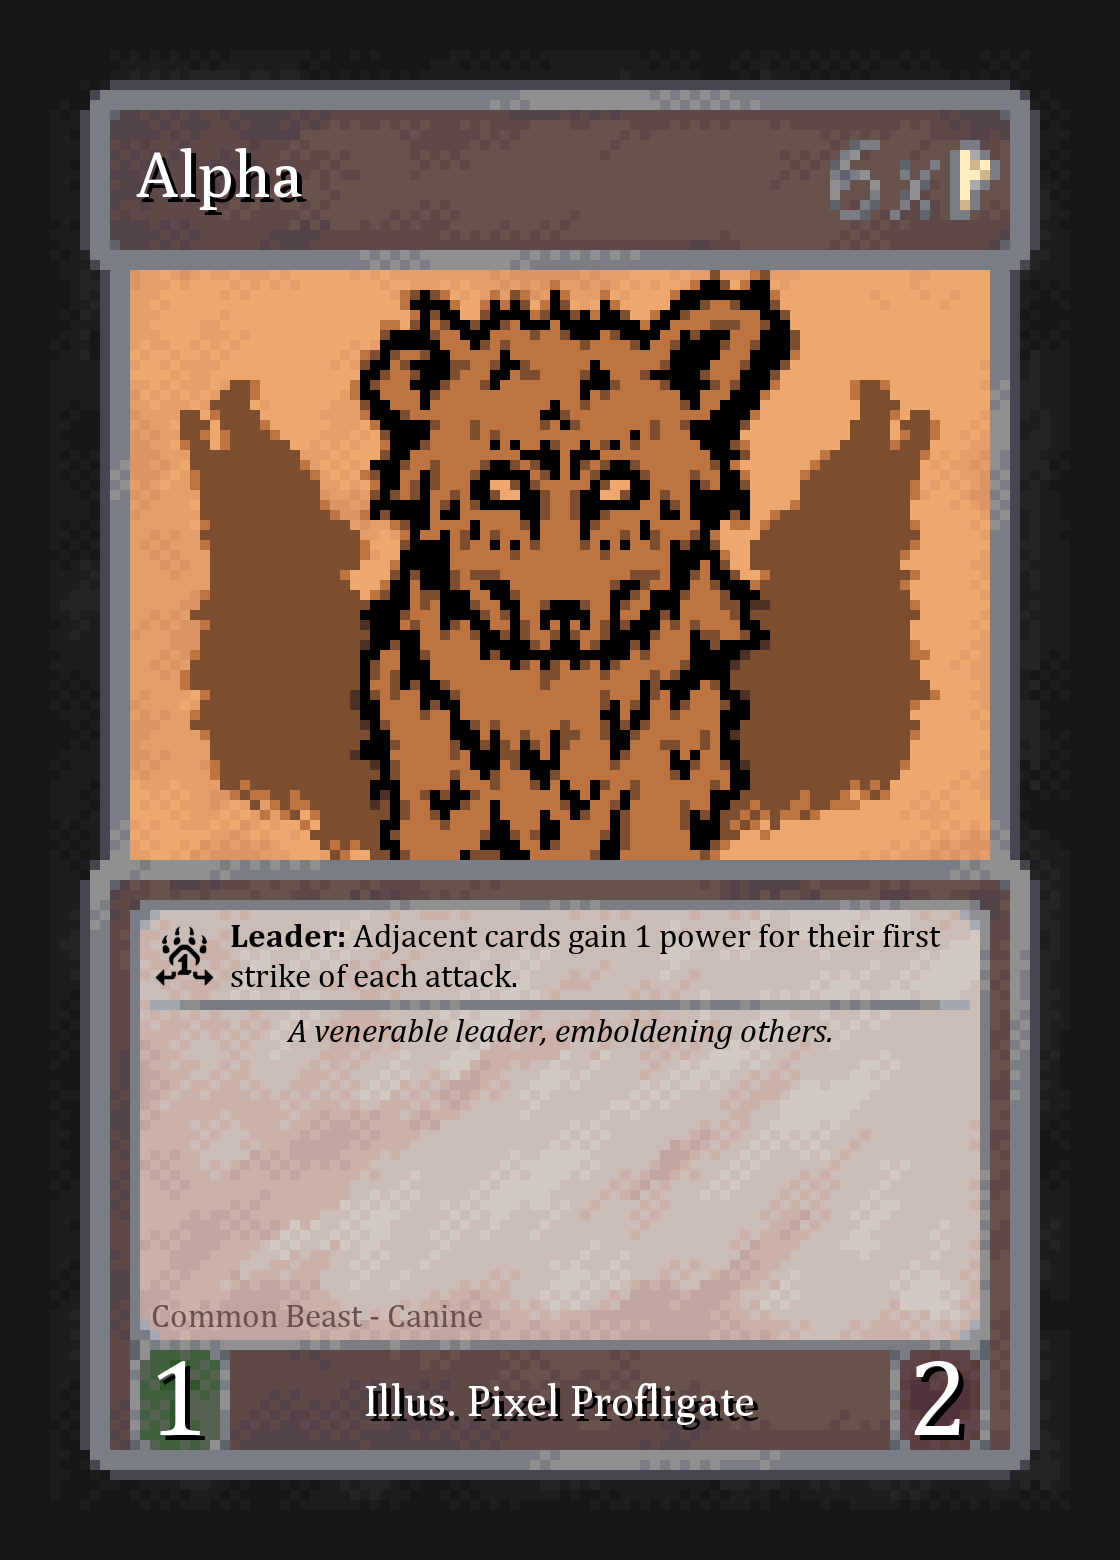 Alpha
6x
Leader: Adjacent cards gain 1 power for their first
strike of each attack.
A venerable leader, emboldening others.
Common Beast - Canine
1
Illus. Pixel Profligate
2